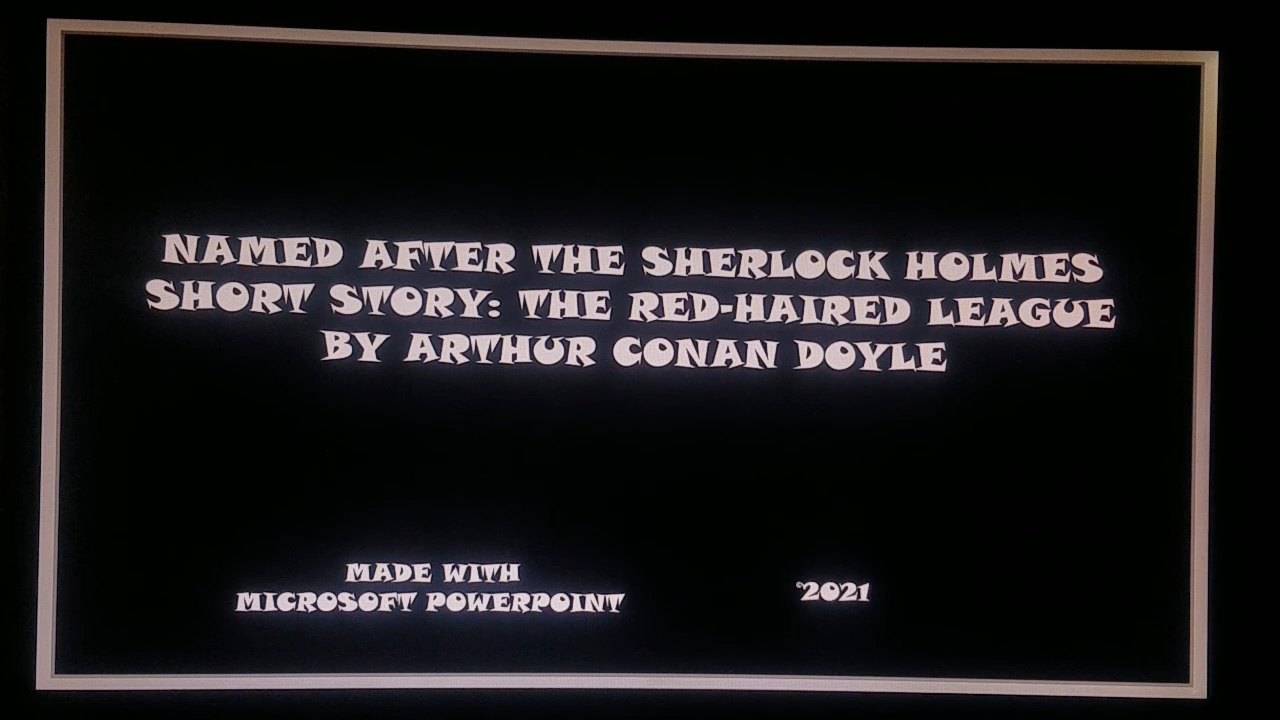 NAMED AFTER THE SHERLOCK HOLMES
SHORT STORY: THE RED-HAIRED LEAGUE
BY ARTHUR CONAN DOYLE
MADE WITH
MICROSOFT POWERPOINT
©2021